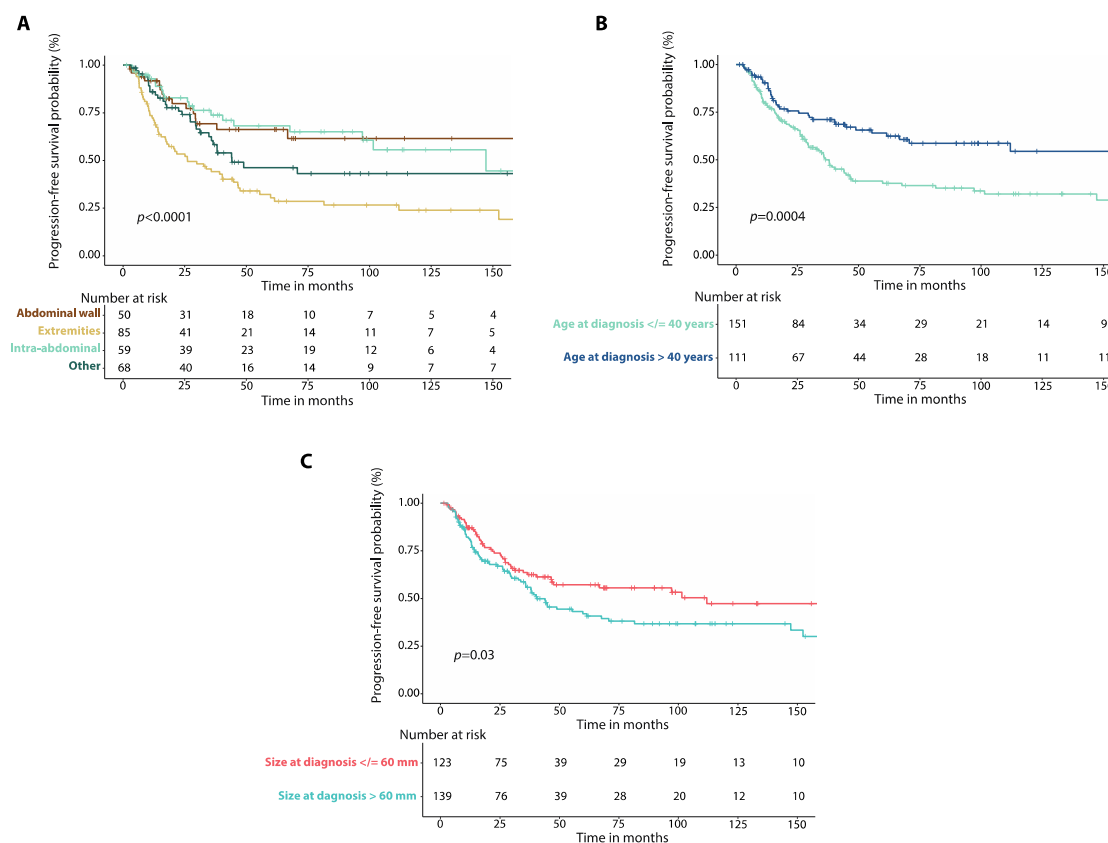 A
Progression-free survival probability (%)
1.00
0.75
0.50
0.25
0.00
p<0.0001
0 25 50 75 100 125 150
Time in months
Number at risk
Abdominal wall 50 31 18 10 7 5 4
Extremities 85 41 21 14 11 7 5
Intra-abdominal 59 39 23 19 12 6 4
Other 68 40 16 14 9 7 7
0 25 50 75 100 125 150
Time in months
B
Progression-free survival probability (%)
1.00
0.75
0.50
0.25
0.00
p=0.0004
0 25 50 75 100 125 150
Time in months
Number at risk
Age at diagnosis </= 40 years 151 84 34 29 21 14 9
Age at diagnosis > 40 years 111 67 44 28 18 11 11
0 25 50 75 100 125 150
Time in months
C
Progression-free survival probability (%)
1.00
0.75
0.50
0.25
0.00
p=0.03
0 25 50 75 100 125 150
Time in months
Number at risk
Size at diagnosis </= 60 mm 123 75 39 29 19 13 10
Size at dagnosis > 60 mm 139 76 39 28 20 12 10
0 25 50 75 100 125 150
Time in months